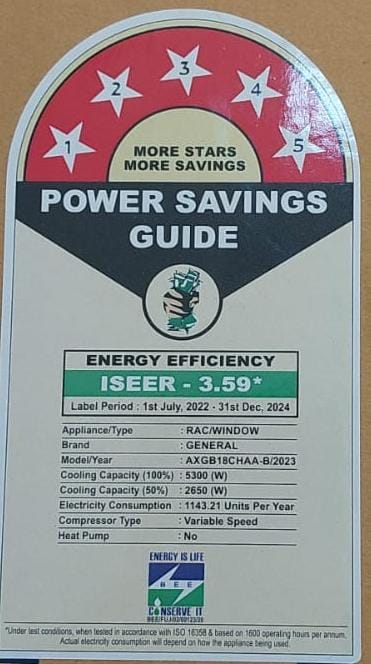 1 2 3 4 5
MORE STARS
MORE SAVINGS
POWER SAVINGS
GUIDE
ENERGY EFFICIENCY
ISEER - 3.59*
Label Period : 1st July, 2022 - 31st Dec, 2024
Appliance/Type : RAC/WINDOW
Brand : GENERAL
Model/Year : AXGB18CHAA-B/2023
Cooling Capacity (100%) : 5300 (W)
Cooling Capacity (50%) : 2650 (W)
Electricity Consumption : 1143.21 Units Per Year
Compressor Type : Variable Speed
Heat Pump : No
ENERGY IS LIFE
BEE
CONSERVE IT
*Under test conditions, when tested in accordance with ISO 16358 & based on 1600 operating hours per annum.
Actual electricity consumption will depend on how the appliance being used.